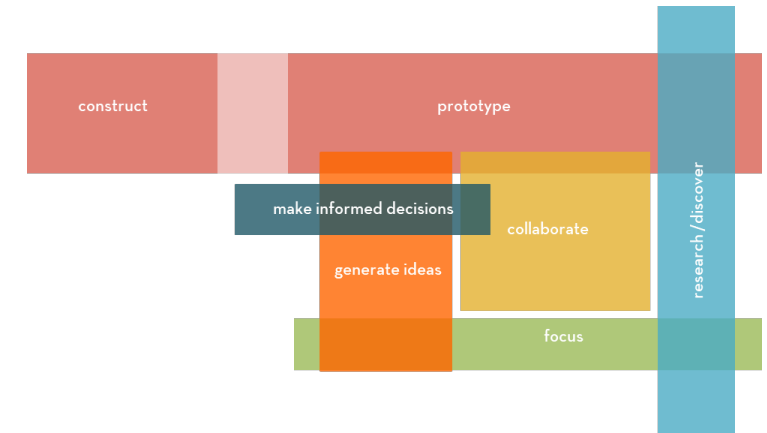 construct
prototype
make informed decisions
collaborate
generate ideas
research/discover
focus